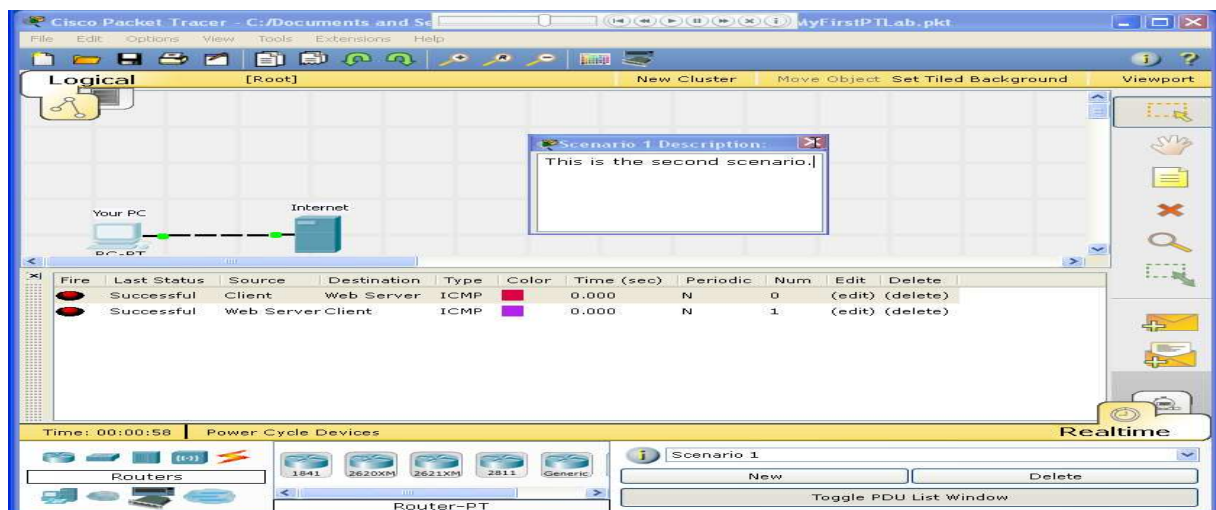 Cisco Packet Tracer - C:/Documents and Se MyFirstPTLab.pkt
File Edit Options View Tools Extensions Help
Logical [Root] New Cluster Move Object Set Tiled Background Viewport
Scenario 1 Description:
This is the second scenario.
Internet
Your PC
PC-PT
Fire Last Status Source Destination Type Color Time (sec) Periodic Num Edit Delete
Successful Client Web Server ICMP 0.000 N 0 (edit) (delete)
Successful Web Server Client ICMP 0.000 N 1 (edit) (delete)
Time: 00:00:58 Power Cycle Devices Realtime
Routers
1841 2620XM 2621XM 2811 Generic
Router-PT
Scenario 1
New Delete
Toggle PDU List Window